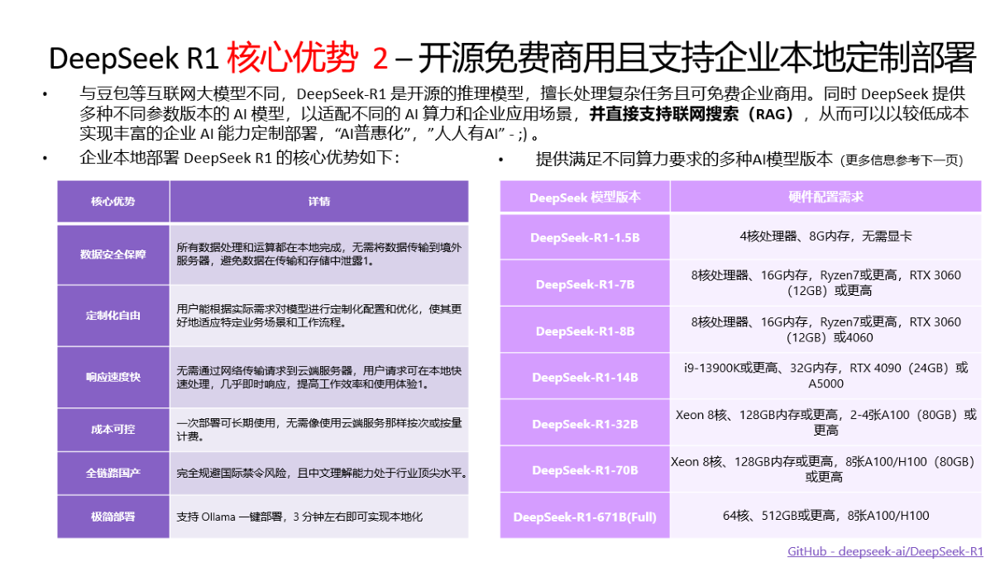 DeepSeek R1 核心优势 2 – 开源免费商用且支持企业本地定制部署
• 与豆包等互联网大模型不同，DeepSeek-R1 是开源的推理模型，擅长处理复杂任务且可免费企业商用。同时 DeepSeek 提供
多种不同参数版本的 AI 模型，以适配不同的 AI 算力和企业应用场景，并直接支持联网搜索（RAG），从而可以以较低成本
实现丰富的企业 AI 能力定制部署，“AI普惠化”，”人人有AI” - ;) 。
• 企业本地部署 DeepSeek R1 的核心优势如下：
核心优势 详情
数据安全保障 所有数据处理和运算都在本地完成，无需将数据传输到境外
服务器，避免数据在传输和存储中泄露1。
定制化自由 用户能根据实际需求对模型进行定制化配置和优化，使其更
好地适应特定业务场景和工作流程。
响应速度快 无需通过网络传输请求到云端服务器，用户请求可在本地快
速处理，几乎即时响应，提高工作效率和使用体验1。
成本可控 一次部署可长期使用，无需像使用云端服务那样按次或按量
计费。
全链路国产 完全规避国际禁令风险，且中文理解能力处于行业顶尖水平。
极简部署 支持 Ollama 一键部署，3 分钟左右即可实现本地化
• 提供满足不同算力要求的多种AI模型版本（更多信息参考下一页）
DeepSeek 模型版本 硬件配置需求
DeepSeek-R1-1.5B 4核处理器、8G内存，无需显卡
DeepSeek-R1-7B 8核处理器、16G内存，Ryzen7或更高，RTX 3060
（12GB）或更高
DeepSeek-R1-8B 8核处理器、16G内存，Ryzen7或更高，RTX 3060
（12GB）或4060
DeepSeek-R1-14B i9-13900K或更高、32G内存，RTX 4090（24GB）或
A5000
DeepSeek-R1-32B Xeon 8核、128GB内存或更高，2-4张A100（80GB）或
更高
DeepSeek-R1-70B Xeon 8核、128GB内存或更高，8张A100/H100（80GB）
或更高
DeepSeek-R1-671B(Full) 64核、512GB或更高，8张A100/H100
GitHub - deepseek-ai/DeepSeek-R1